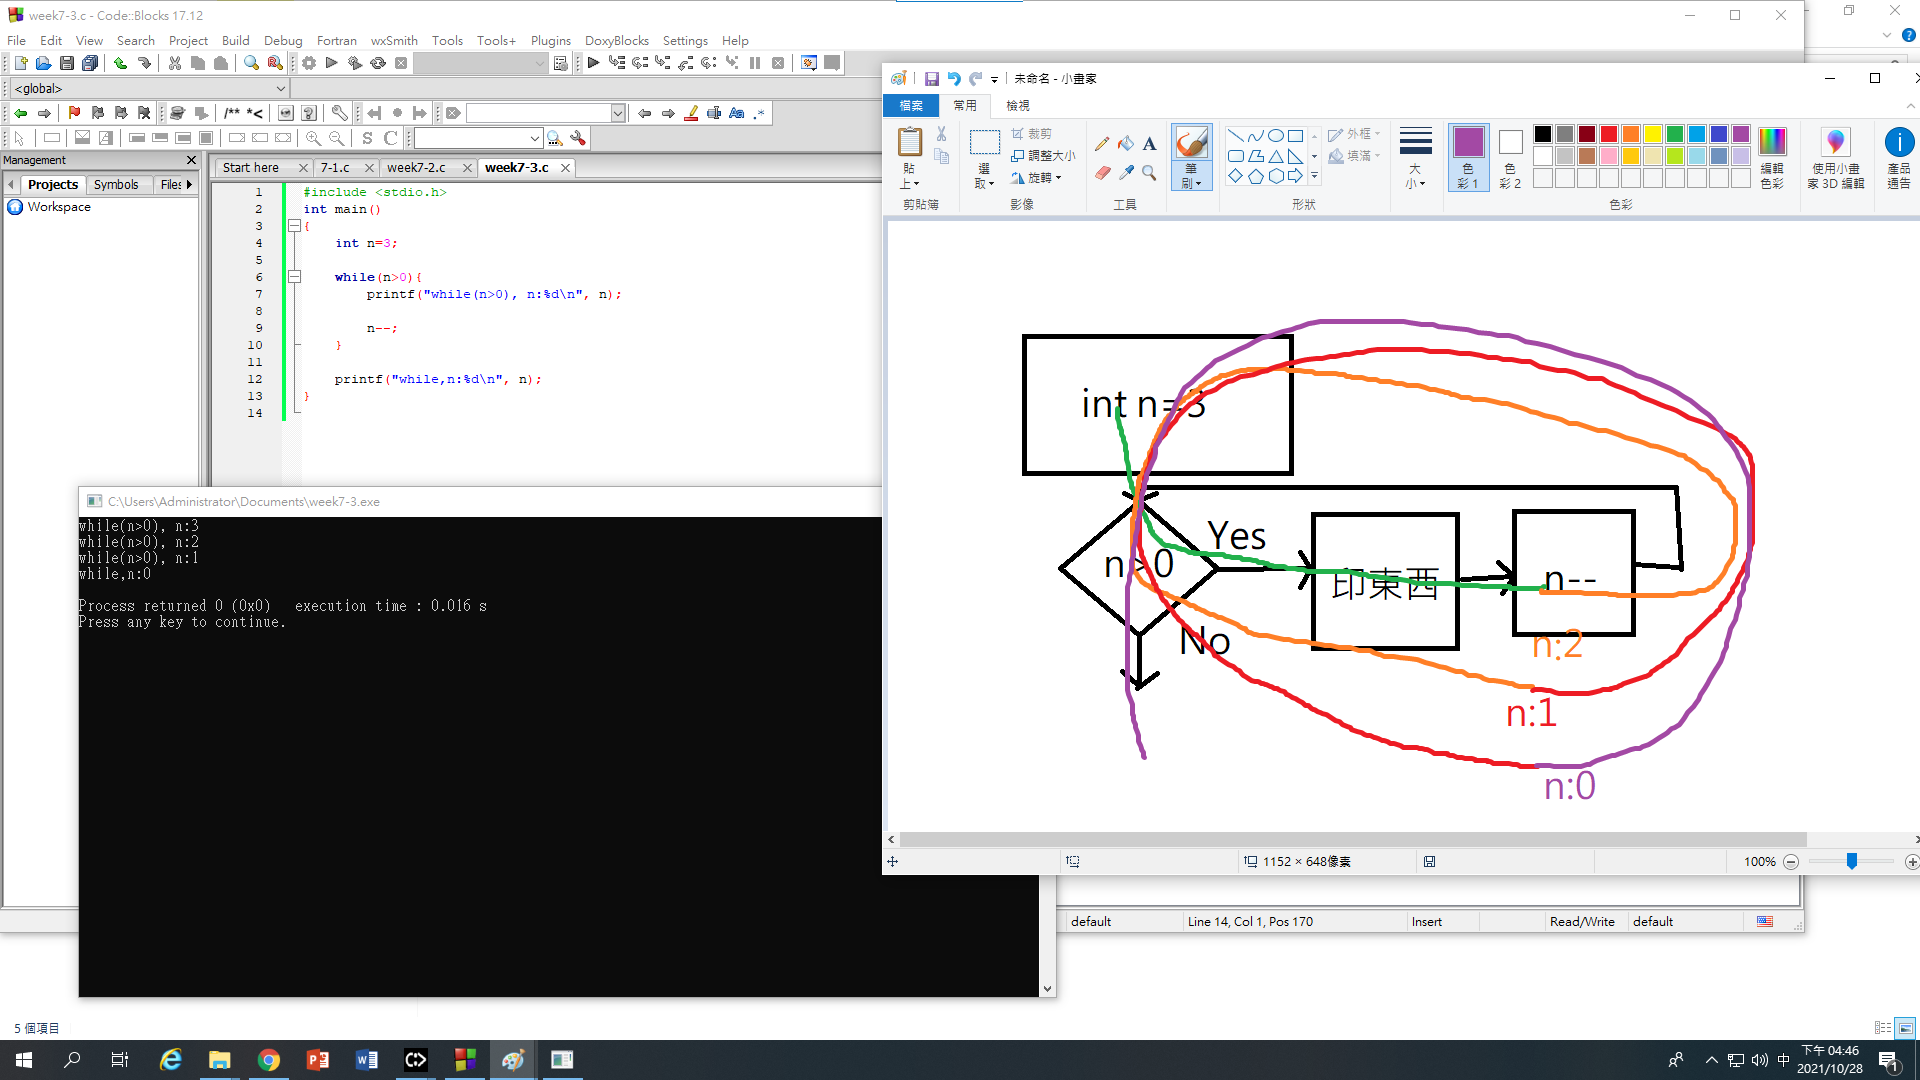 week7-3.c - Code::Blocks 17.12
File Edit View Search Project Build Debug Fortran wxSmith Tools Tools+ Plugins DoxyBlocks Settings Help
<global>
/** *<
Management
Projects Symbols Files
Workspace
Start here 7-1.c week7-2.c week7-3.c
1 #include <stdio.h>
2 int main()
3 {
4 int n=3;
5
6 while(n>0){
7 printf("while(n>0), n:%d\n", n);
8
9 n--;
10 }
11
12 printf("while,n:%d\n", n);
13 }
14
C:\Users\Administrator\Documents\week7-3.exe
while(n>0), n:3
while(n>0), n:2
while(n>0), n:1
while,n:0
Process returned 0 (0x0) execution time : 0.016 s
Press any key to continue.
未命名 - 小畫家
檔案 常用 檢視
貼上
剪貼簿
選取
裁剪
調整大小
旋轉
影像
工具
筆刷
外框
填滿
形狀
大小
色彩 1
色彩 2
編輯色彩
色彩
使用小畫家 3D 編輯
產品通告
int n=3
n>0
Yes
No
印東西
n--
n:2
n:1
n:0
1152 × 648像素
100%
default
Line 14, Col 1, Pos 170
Insert
Read/Write
default
5 個項目
中
下午 04:46
2021/10/28
1